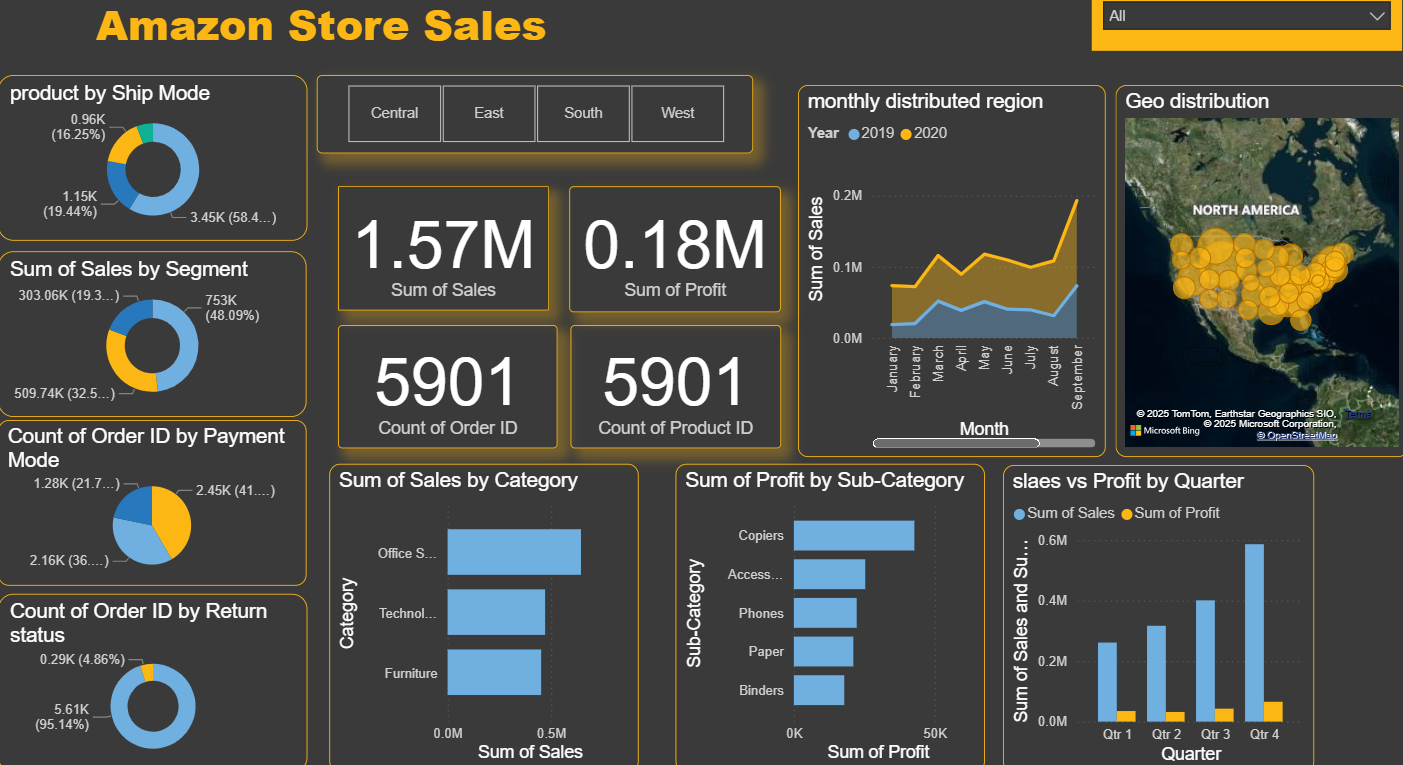 Amazon Store Sales
All
product by Ship Mode
0.96K
(16.25%)
1.15K
(19.44%)
3.45K (58.4…)
Central
East
South
West
monthly distributed region
Year
2019
2020
Sum of Sales
0.2M
0.1M
0.0M
January
February
March
April
May
June
July
August
September
Month
Geo distribution
NORTH AMERICA
© 2025 TomTom, Earthstar Geographics SIO,
© 2025 Microsoft Corporation,
© OpenStreetMap
Terms
Microsoft Bing
1.57M
Sum of Sales
0.18M
Sum of Profit
5901
Count of Order ID
5901
Count of Product ID
Sum of Sales by Segment
303.06K (19.3…)
753K
(48.09%)
509.74K (32.5…)
Count of Order ID by Payment
Mode
1.28K (21.7…)
2.45K (41.…)
2.16K (36.…)
Count of Order ID by Return
status
0.29K (4.86%)
5.61K
(95.14%)
Sum of Sales by Category
Category
Office S…
Technol…
Furniture
0.0M
0.5M
Sum of Sales
Sum of Profit by Sub-Category
Sub-Category
Copiers
Access…
Phones
Paper
Binders
0K
50K
Sum of Profit
slaes vs Profit by Quarter
Sum of Sales
Sum of Profit
Sum of Sales and Su…
0.6M
0.4M
0.2M
0.0M
Qtr 1
Qtr 2
Qtr 3
Qtr 4
Quarter